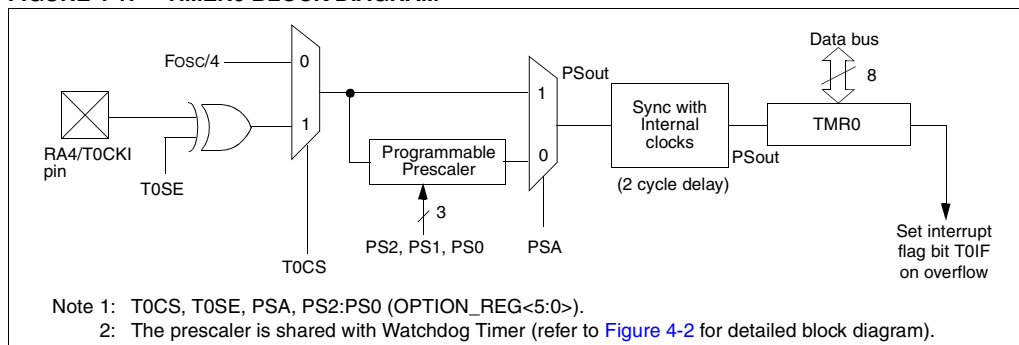 Data bus
FOSC/4
0
PSout
8
1
Sync with
Internal
clocks
TMR0
1
RA4/T0CKI
pin
Programmable
Prescaler
0
PSout
T0SE
(2 cycle delay)
3
PS2, PS1, PS0
PSA
Set interrupt
flag bit T0IF
on overflow
T0CS
Note 1: T0CS, T0SE, PSA, PS2:PS0 (OPTION_REG<5:0>).
2: The prescaler is shared with Watchdog Timer (refer to Figure 4-2 for detailed block diagram).